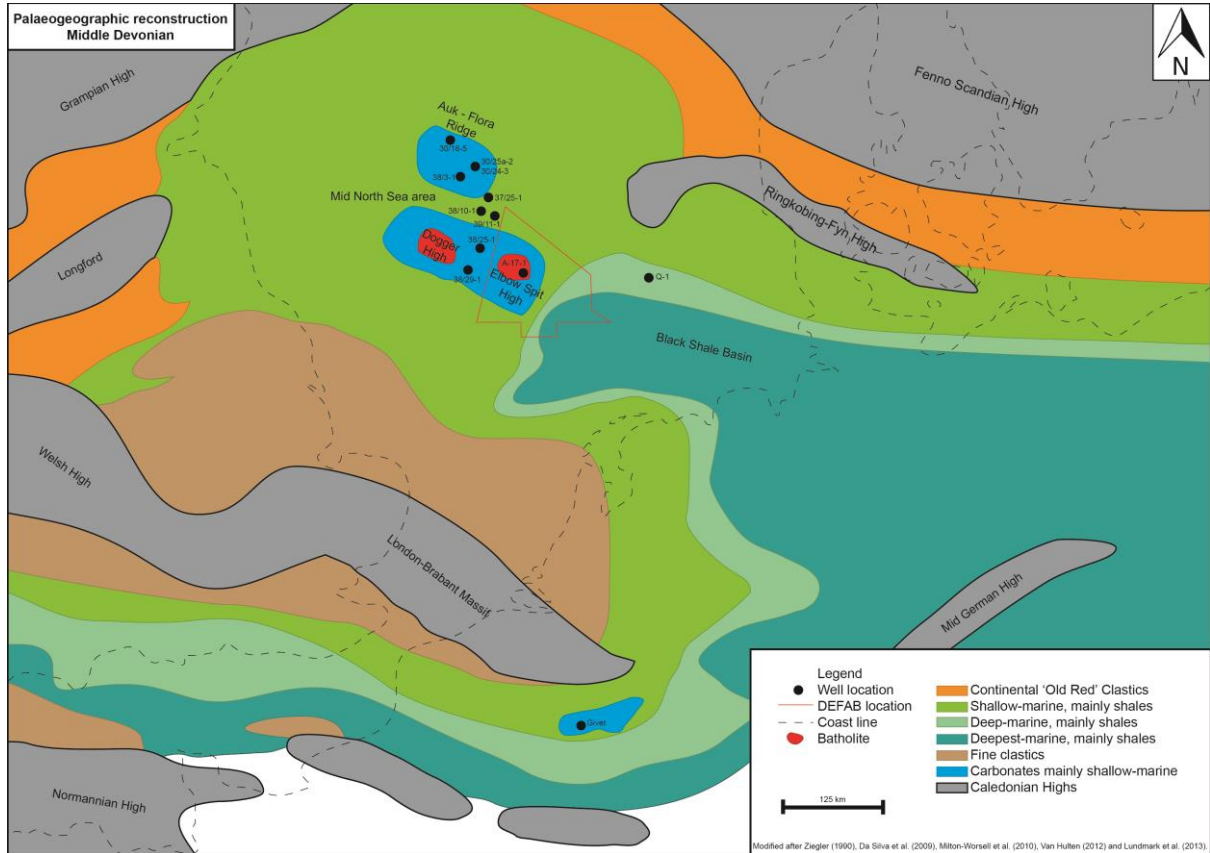 Palaeogeographic reconstruction
Middle Devonian
N
Grampian High
Fenno Scandian High
Auk - Flora
Ridge
30/16-5
30/25a-2
30/24-3
38/3-1
Mid North Sea area
37/25-1
38/10-1
39/11-1
Ringkobing-Fyn High
Longford
Dogger
High
38/25-1
A-17-1
38/29-1
Elbow Spit
High
Q-1
Black Shale Basin
Welsh High
London-Brabant Massif
Mid German High
Givet
Normannian High
Legend
Well location
DEFAB location
Coast line
Batholite
125 km
Continental 'Old Red' Clastics
Shallow-marine, mainly shales
Deep-marine, mainly shales
Deepest-marine, mainly shales
Fine clastics
Carbonates mainly shallow-marine
Caledonian Highs
Modified after Ziegler (1990), Da Silva et al. (2009), Milton-Worsell et al. (2010), Van Hulten (2012) and Lundmark et al. (2013).